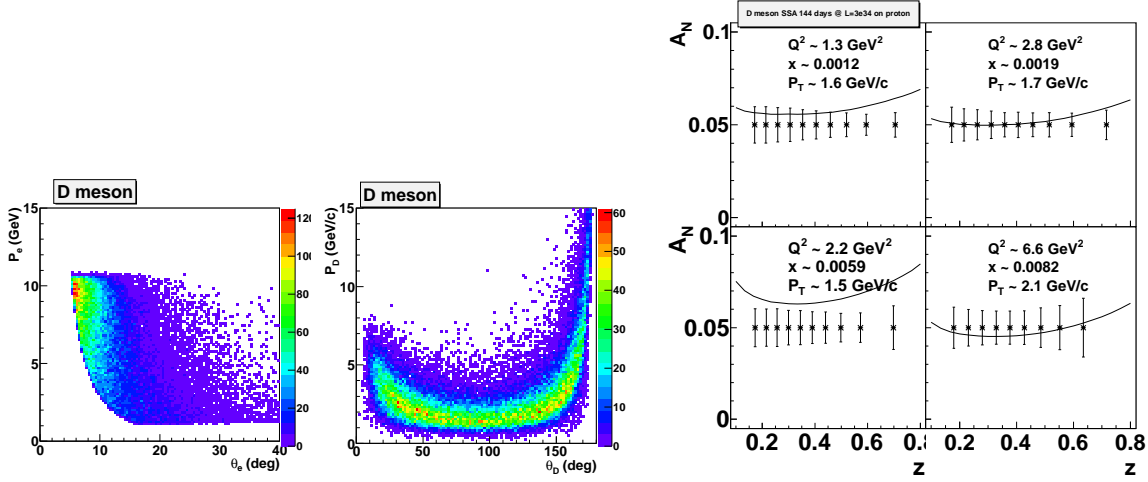 D meson
P_e (GeV)
15
10
5
0
0 10 20 30 40
θ_e (deg)
120
100
80
60
40
20
0
D meson
P_D (GeV/c)
15
10
5
0
0 50 100 150
θ_D (deg)
60
50
40
30
20
10
0
D meson SSA 144 days @ L=3e34 on proton
A_N
0.1
0.05
0
Q² ~ 1.3 GeV²
x ~ 0.0012
P_T ~ 1.6 GeV/c
Q² ~ 2.8 GeV²
x ~ 0.0019
P_T ~ 1.7 GeV/c
A_N
0.1
0.05
0
Q² ~ 2.2 GeV²
x ~ 0.0059
P_T ~ 1.5 GeV/c
Q² ~ 6.6 GeV²
x ~ 0.0082
P_T ~ 2.1 GeV/c
0.2 0.4 0.6 0.8
z
0.2 0.4 0.6 0.8
z